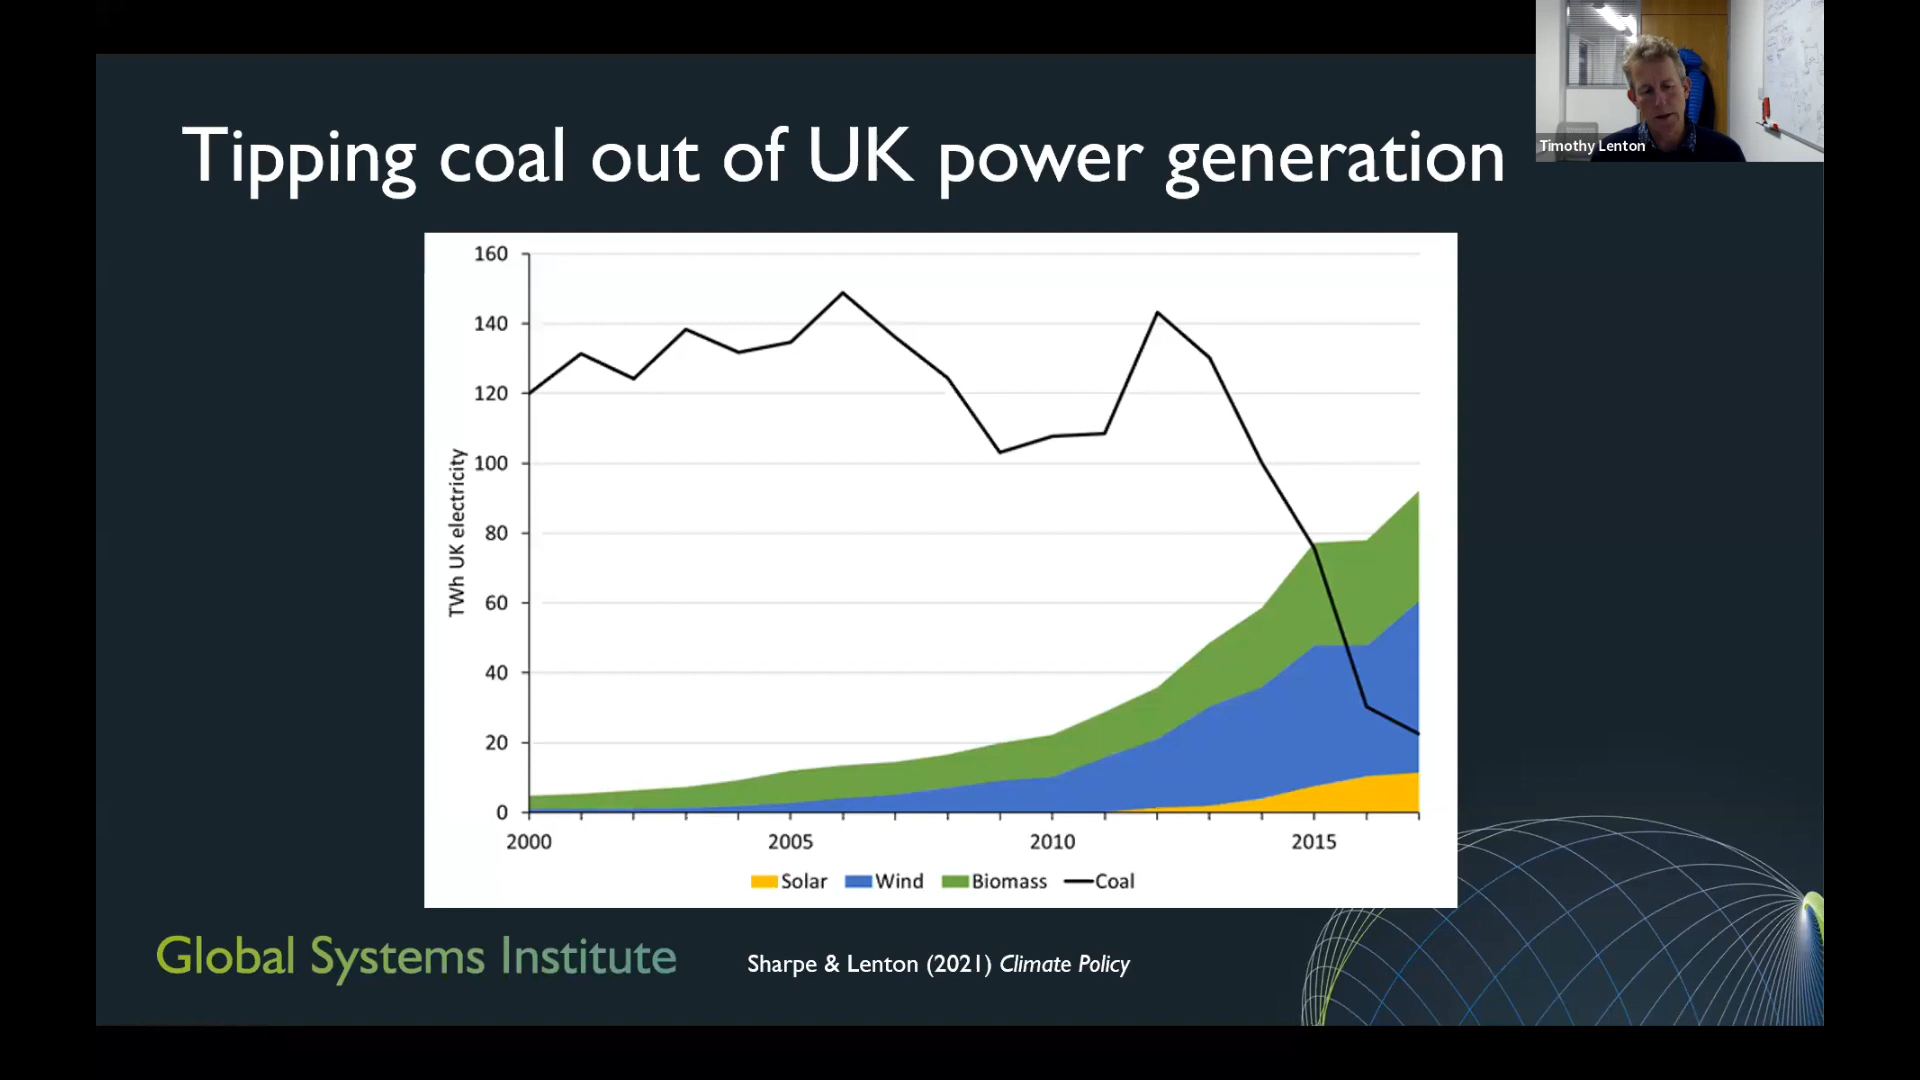 Tipping coal out of UK power generation
Timothy Lenton
160
140
120
100
80
60
40
20
0
TWh UK electricity
2000 2005 2010 2015
Solar Wind Biomass Coal
Global Systems Institute
Sharpe & Lenton (2021) Climate Policy